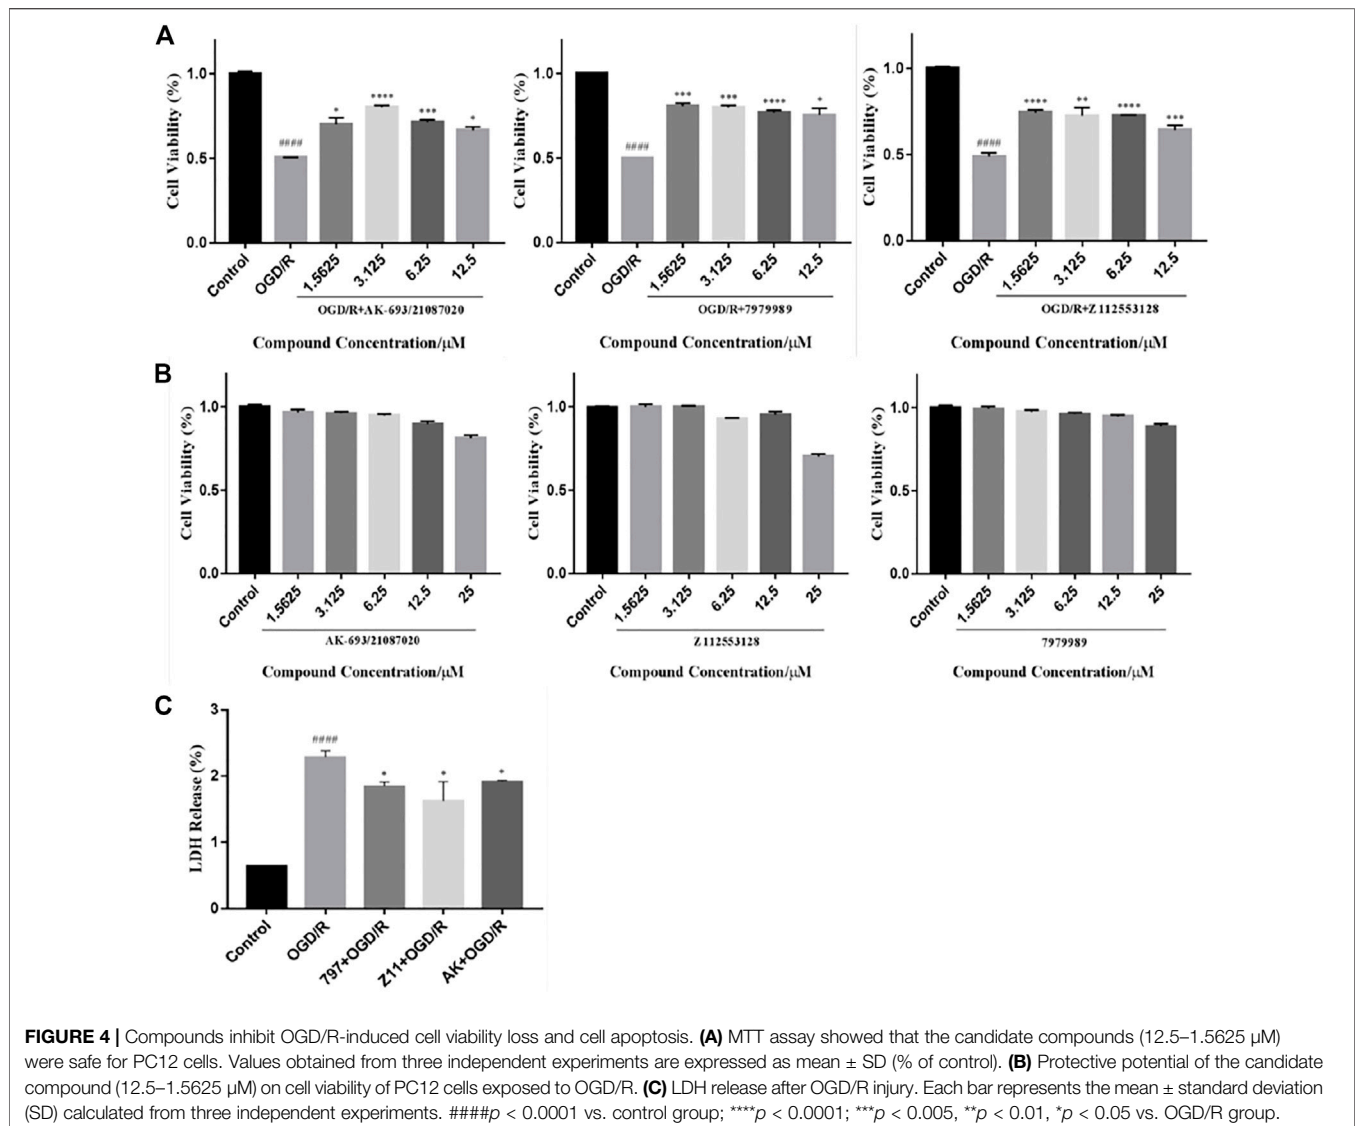 A
Cell Viability (%)
1.0
0.5
0.0
####
*
****
***
*
Control
OGD/R
1.5625
3.125
6.25
12.5
OGD/R+AK-693/21087020
Compound Concentration/μM
Cell Viability (%)
1.0
0.5
0.0
####
***
***
****
*
Control
OGD/R
1.5625
3.125
6.25
12.5
OGD/R+7979989
Compound Concentration/μM
Cell Viability (%)
1.0
0.5
0.0
####
****
**
****
***
Control
OGD/R
1.5625
3.125
6.25
12.5
OGD/R+Z112553128
Compound Concentration/μM
B
Cell Viability (%)
1.0
0.5
0.0
Control
1.5625
3.125
6.25
12.5
25
AK-693/21087020
Compound Concentration/μM
Cell Viability (%)
1.0
0.5
0.0
Control
1.5625
3.125
6.25
12.5
25
Z112553128
Compound Concentration/μM
Cell Viability (%)
1.0
0.5
0.0
Control
1.5625
3.125
6.25
12.5
25
7979989
Compound Concentration/μM
C
LDH Release (%)
3
2
1
0
####
*
*
*
Control
OGD/R
797+OGD/R
Z11+OGD/R
AK+OGD/R
FIGURE 4 | Compounds inhibit OGD/R-induced cell viability loss and cell apoptosis. (A) MTT assay showed that the candidate compounds (12.5–1.5625 μM)
were safe for PC12 cells. Values obtained from three independent experiments are expressed as mean ± SD (% of control). (B) Protective potential of the candidate
compound (12.5–1.5625 μM) on cell viability of PC12 cells exposed to OGD/R. (C) LDH release after OGD/R injury. Each bar represents the mean ± standard deviation
(SD) calculated from three independent experiments. ####p < 0.0001 vs. control group; ****p < 0.0001; ***p < 0.005, **p < 0.01, *p < 0.05 vs. OGD/R group.